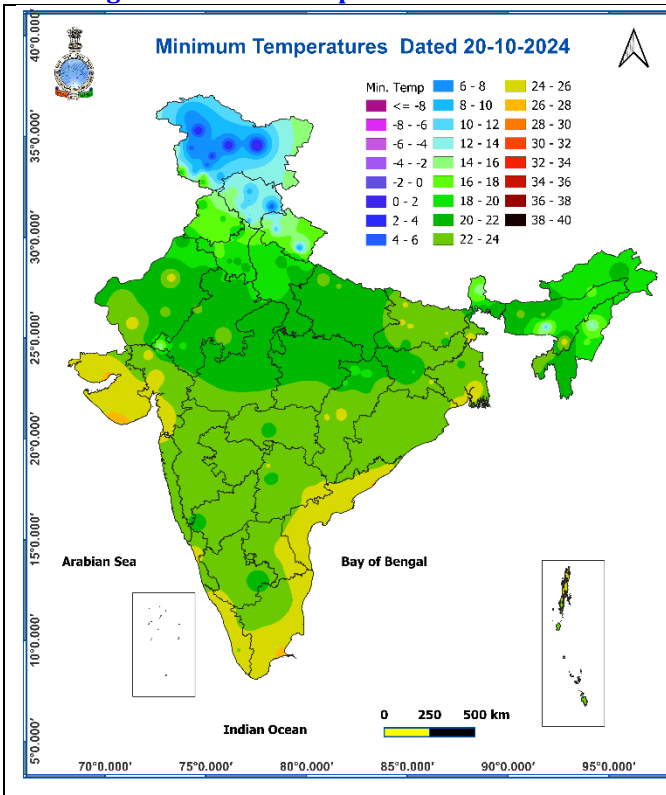 Minimum Temperatures Dated 20-10-2024
Min. Temp
<= -8
-8 - -6
-6 - -4
-4 - -2
-2 - 0
0 - 2
2 - 4
4 - 6
6 - 8
8 - 10
10 - 12
12 - 14
14 - 16
16 - 18
18 - 20
20 - 22
22 - 24
24 - 26
26 - 28
28 - 30
30 - 32
32 - 34
34 - 36
36 - 38
38 - 40
40°0.000'
35°0.000'
30°0.000'
25°0.000'
20°0.000'
15°0.000'
10°0.000'
5°0.000'
Arabian Sea
Bay of Bengal
Indian Ocean
0 250 500 km
70°0.000' 75°0.000' 80°0.000' 85°0.000' 90°0.000' 95°0.000'